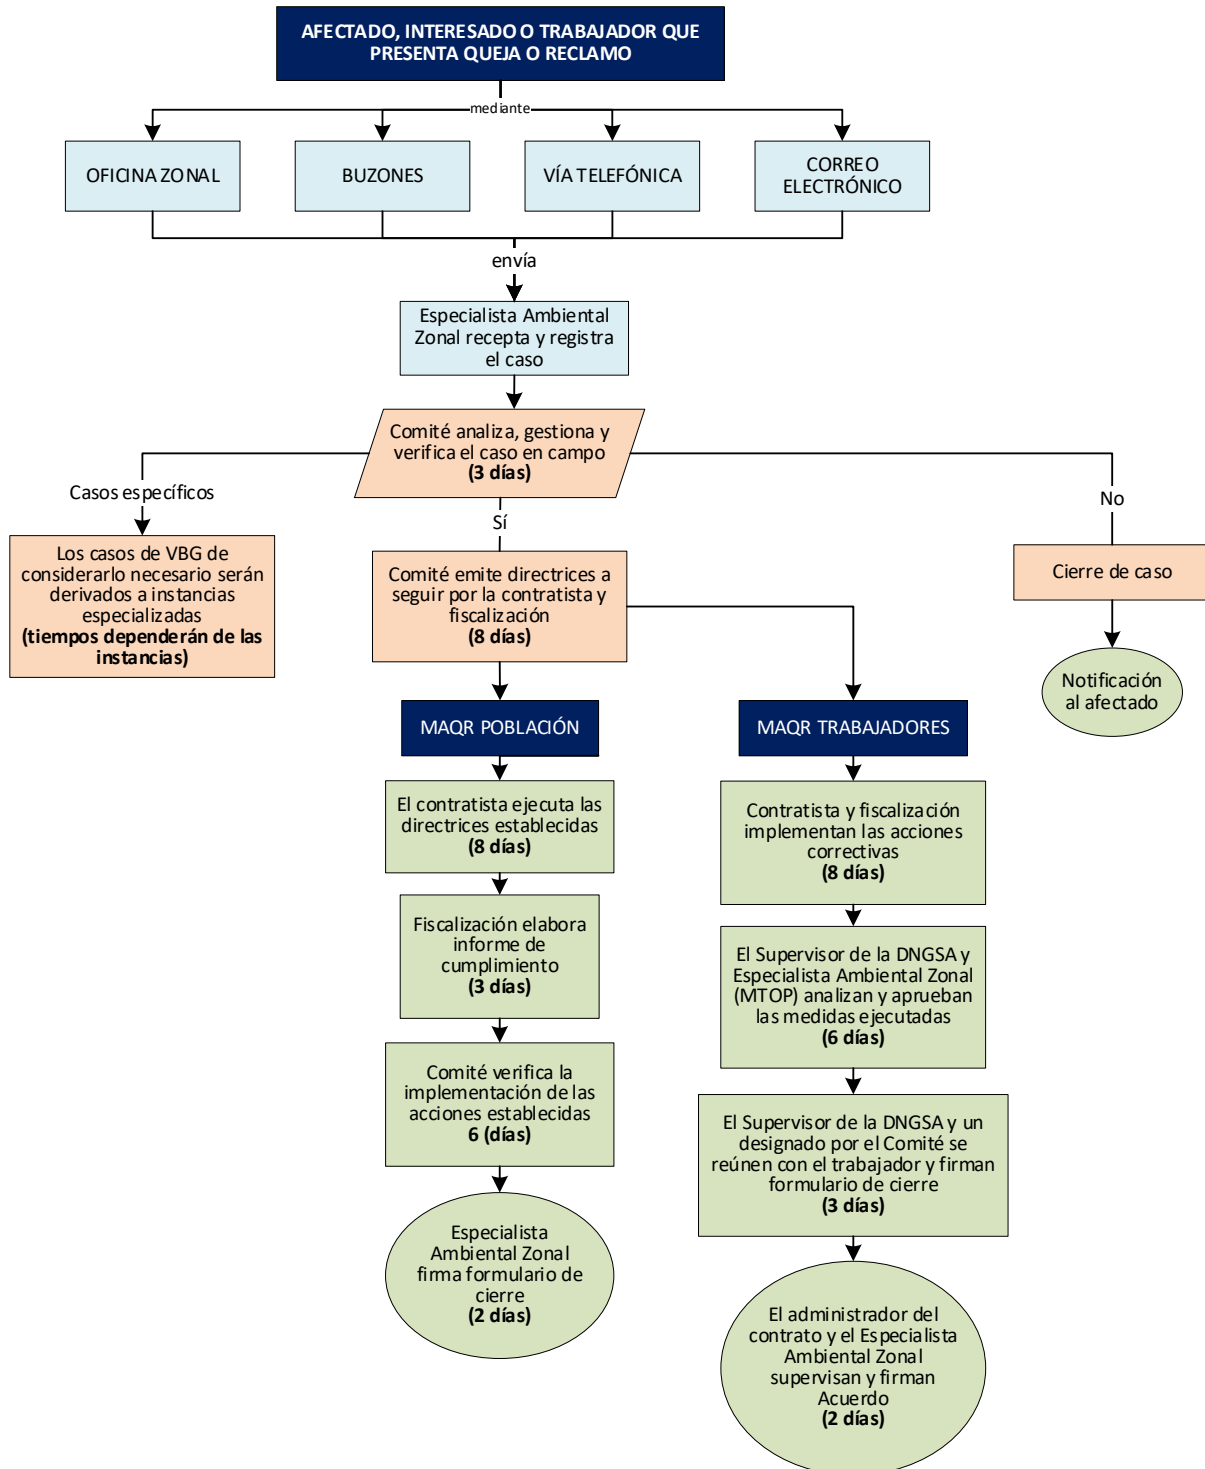 AFECTADO, INTERESADO O TRABAJADOR QUE
PRESENTA QUEJA O RECLAMO
mediante
OFICINA ZONAL
BUZONES
VÍA TELEFÓNICA
CORREO
ELECTRÓNICO
envía
Especialista Ambiental
Zonal recepta y registra
el caso
Comité analiza, gestiona y
verifica el caso en campo
(3 días)
Casos específicos
Sí
No
Los casos de VBG de
considerarlo necesario serán
derivados a instancias
especializadas
(tiempos dependerán de las
instancias)
Comité emite directrices a
seguir por la contratista y
fiscalización
(8 días)
Cierre de caso
Notificación
al afectado
MAQR POBLACIÓN
MAQR TRABAJADORES
El contratista ejecuta las
directrices establecidas
(8 días)
Fiscalización elabora
informe de
cumplimiento
(3 días)
Comité verifica la
implementación de las
acciones establecidas
6 (días)
Especialista
Ambiental Zonal
firma formulario de
cierre
(2 días)
Contratista y fiscalización
implementan las acciones
correctivas
(8 días)
El Supervisor de la DNGSA y
Especialista Ambiental Zonal
(MTOP) analizan y aprueban
las medidas ejecutadas
(6 días)
El Supervisor de la DNGSA y un
designado por el Comité se
reúnen con el trabajador y firman
formulario de cierre
(3 días)
El administrador del
contrato y el Especialista
Ambiental Zonal
supervisan y firman
Acuerdo
(2 días)